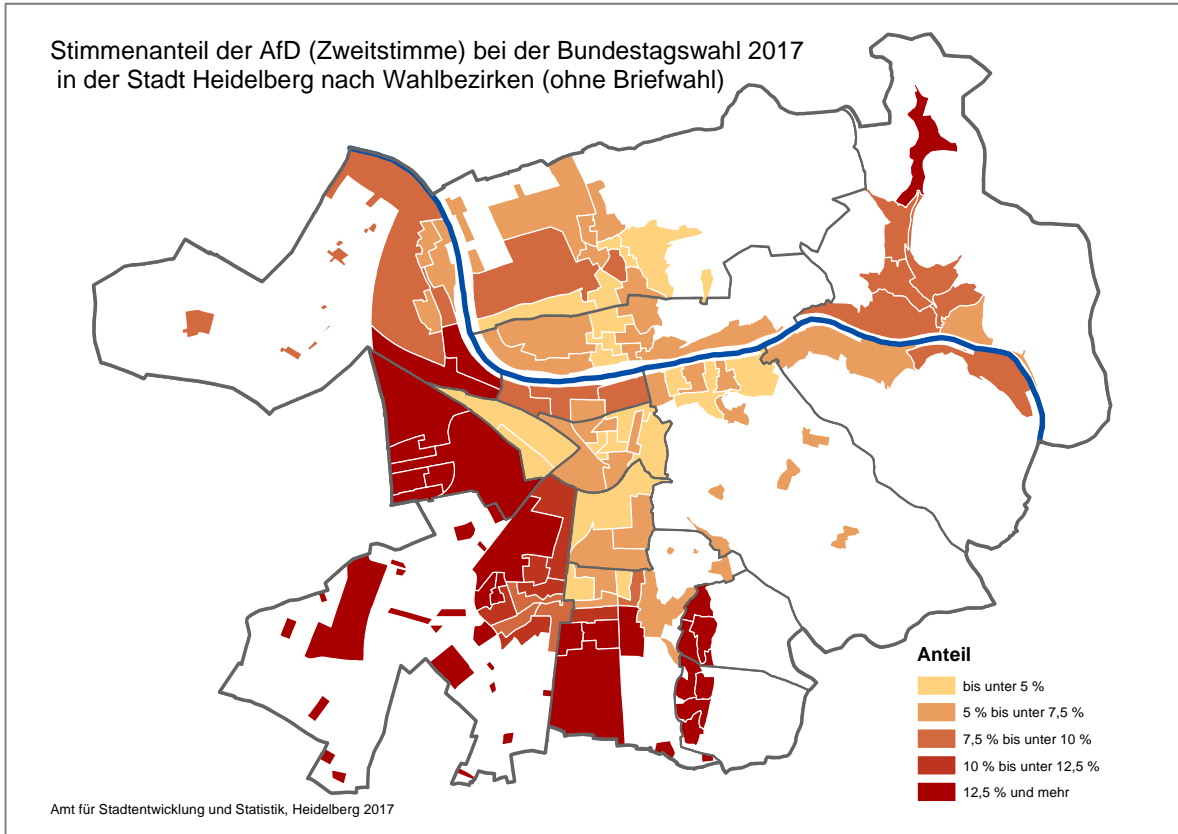 Stimmenanteil der AfD (Zweitstimme) bei der Bundestagswahl 2017
in der Stadt Heidelberg nach Wahlbezirken (ohne Briefwahl)
Anteil
bis unter 5 %
5 % bis unter 7,5 %
7,5 % bis unter 10 %
10 % bis unter 12,5 %
12,5 % und mehr
Amt für Stadtentwicklung und Statistik, Heidelberg 2017